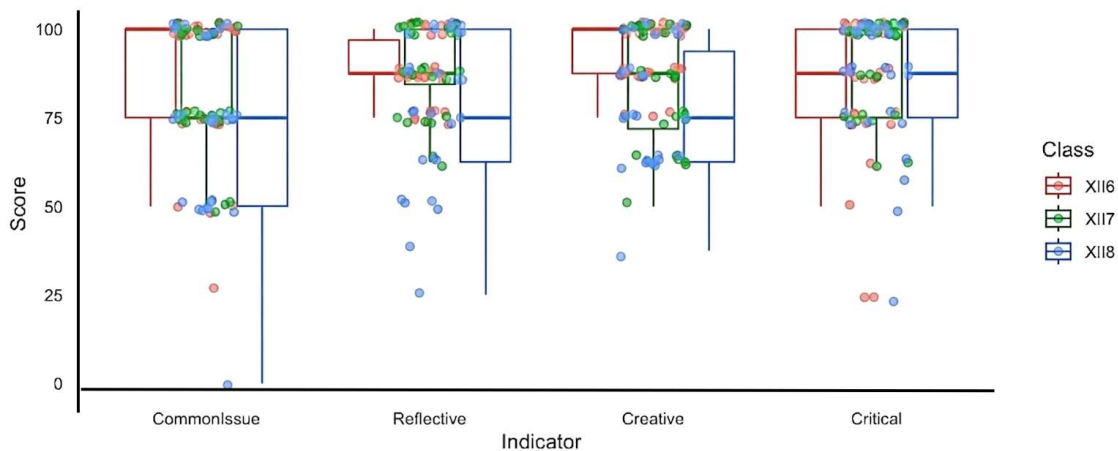 100
75
50
25
0
Score
CommonIssue
Reflective
Creative
Critical
Indicator
Class
XII6
XII7
XII8